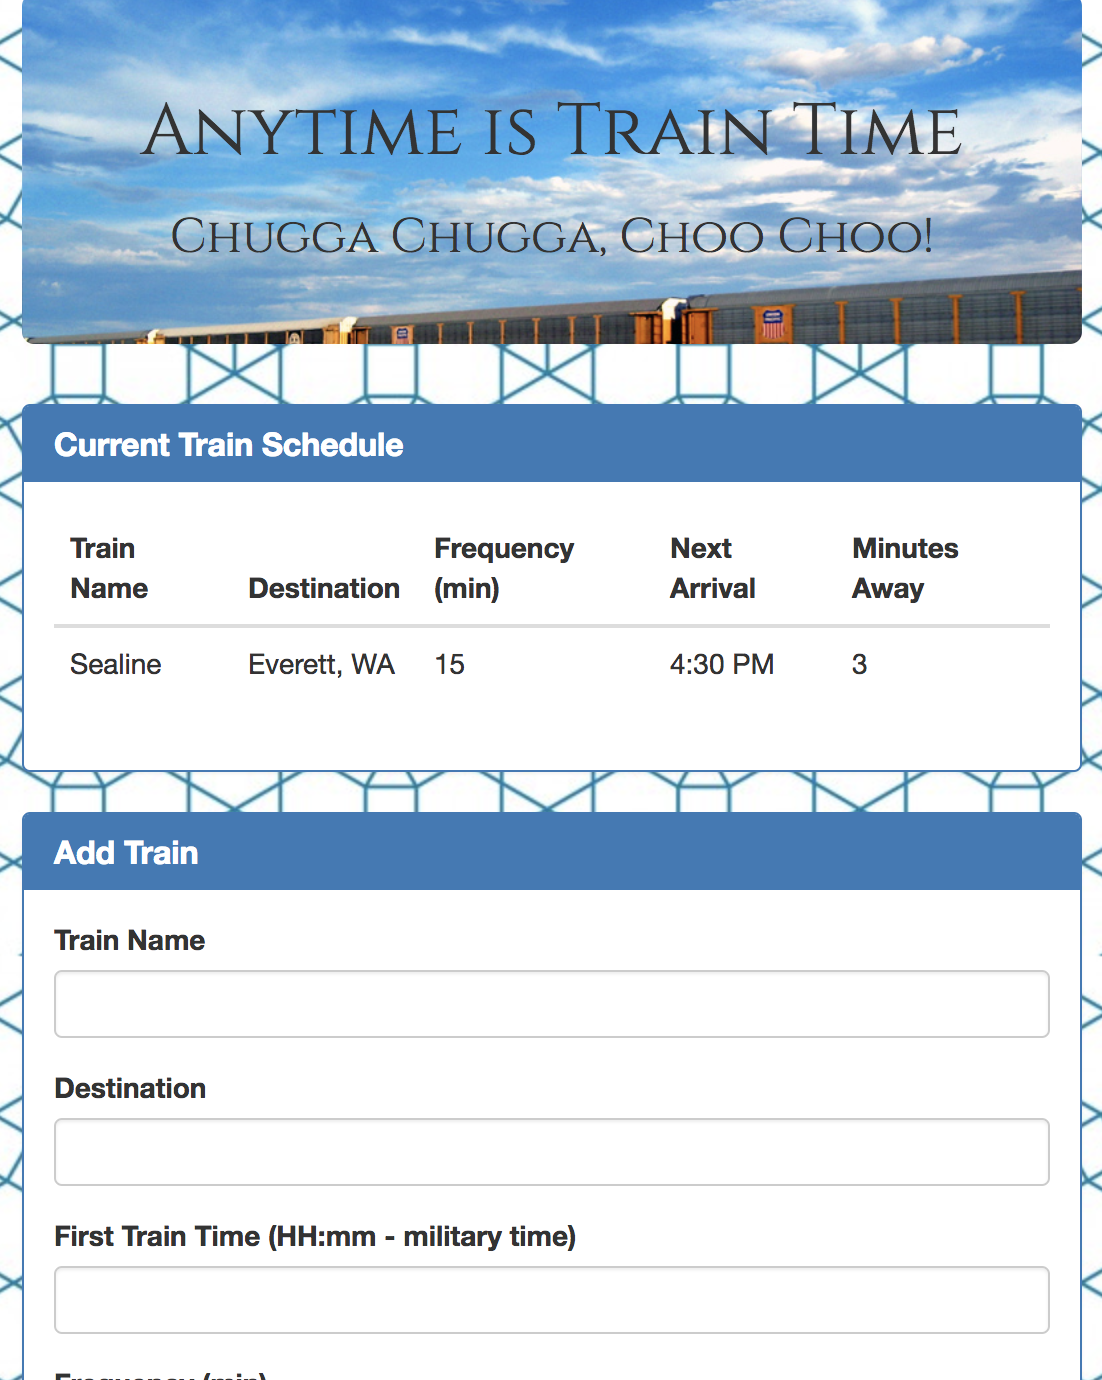 Anytime is Train Time
Chugga Chugga, Choo Choo!
Current Train Schedule
Train Name Destination Frequency (min) Next Arrival Minutes Away
Sealine Everett, WA 15 4:30 PM 3
Add Train
Train Name
Destination
First Train Time (HH:mm - military time)
Frequency (min)